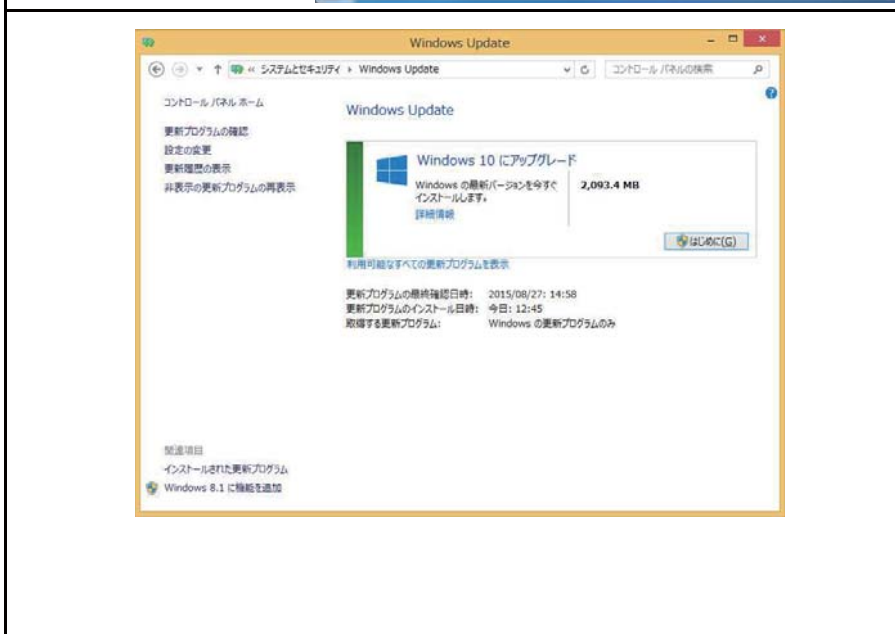 Windows Update
システムとセキュリティ Windows Update コントロール パネルの検索
コントロール パネル ホーム
更新プログラムの確認
設定の変更
更新履歴の表示
非表示の更新プログラムの再表示
Windows Update
Windows 10 にアップグレード
Windows の最新バージョンを今すぐ
インストールします。
2,093.4 MB
詳細情報
はじめに(G)
利用可能なすべての更新プログラムを表示
更新プログラムの最終確認日時: 2015/08/27: 14:58
更新プログラムのインストール日時: 今日: 12:45
取得する更新プログラム: Windows の更新プログラムのみ
関連項目
インストールされた更新プログラム
Windows 8.1 に機能を追加